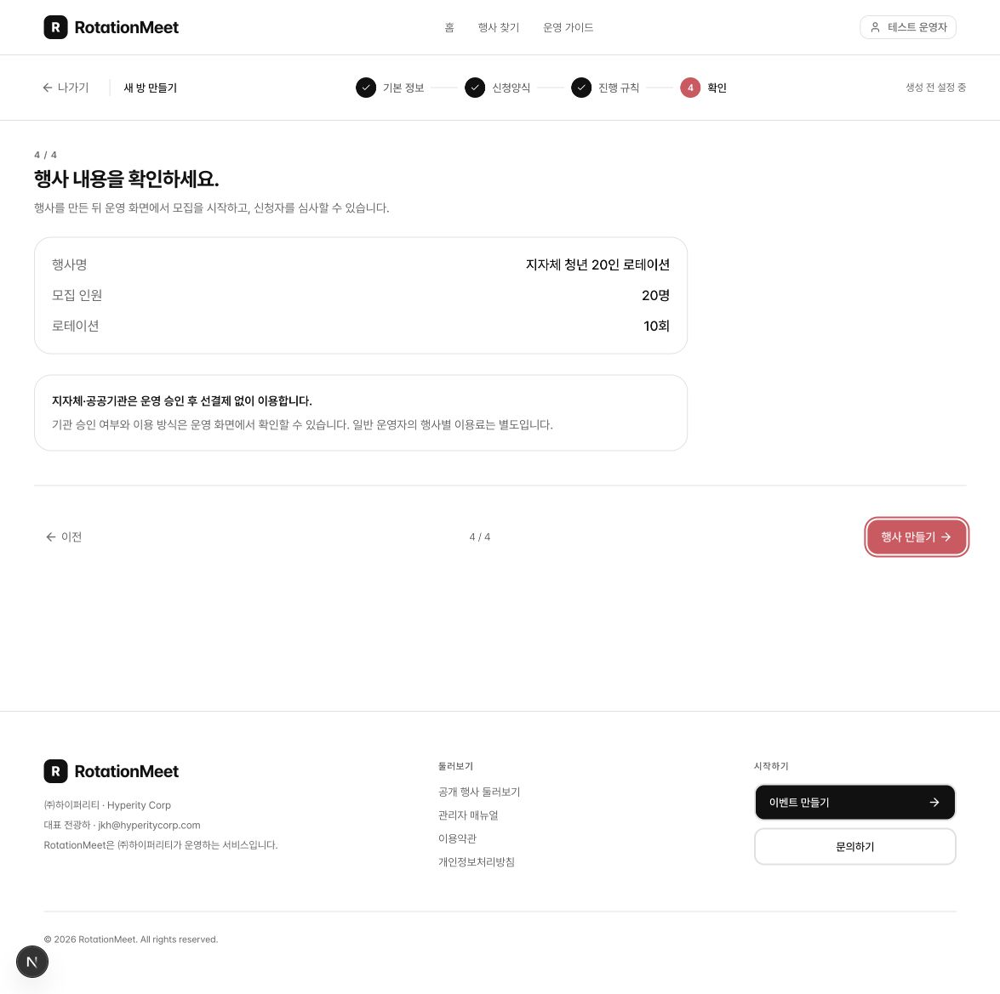 R RotationMeet
홈 행사 찾기 운영 가이드
테스트 운영자
나가기
새 방 만들기
기본 정보
신청양식
진행 규칙
4 확인
생성 전 설정 중
4 / 4
행사 내용을 확인하세요.
행사를 만든 뒤 운영 화면에서 모집을 시작하고, 신청자를 심사할 수 있습니다.
행사명 지자체 청년 20인 로테이션
모집 인원 20명
로테이션 10회
지자체·공공기관은 운영 승인 후 선결제 없이 이용합니다.
기관 승인 여부와 이용 방식은 운영 화면에서 확인할 수 있습니다. 일반 운영자의 행사별 이용료는 별도입니다.
이전
4 / 4
행사 만들기
R RotationMeet
㈜하이퍼리티 · Hyperity Corp
대표 전광하 · jkh@hyperitycorp.com
RotationMeet은 ㈜하이퍼리티가 운영하는 서비스입니다.
둘러보기
공개 행사 둘러보기
관리자 매뉴얼
이용약관
개인정보처리방침
시작하기
이벤트 만들기
문의하기
© 2026 RotationMeet. All rights reserved.
N